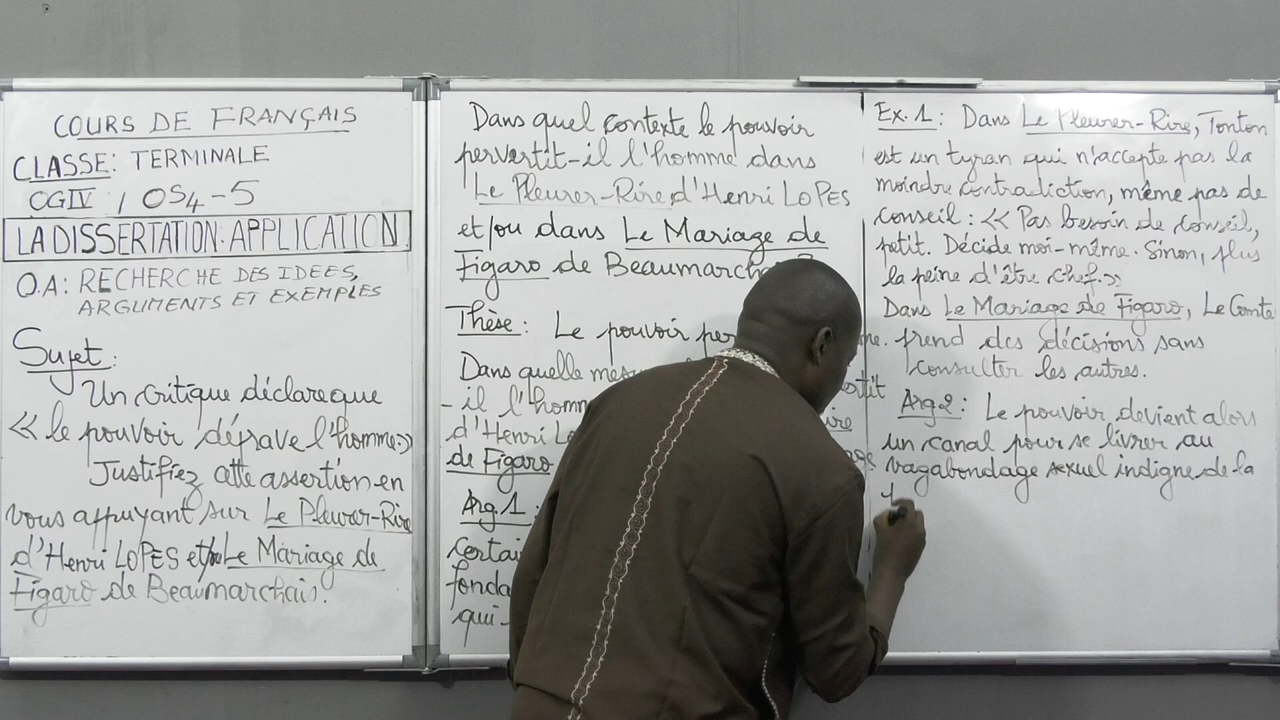 COURS DE FRANÇAIS
CLASSE: TERMINALE
CGIV / OS4-5
LA DISSERTATION: APPLICATION
O.A: RECHERCHE DES IDEES,
ARGUMENTS ET EXEMPLES
Sujet:
Un critique déclare que
<< le pouvoir déprave l'homme>>
Justifiez cette assertion en
vous appuyant sur Le Pleurer-Rire
d'Henri LOPES et/ou Le Mariage de
Figaro de Beaumarchais.
Dans quel contexte le pouvoir
pervertit-il l'homme dans
Le Pleurer-Rire, d'Henri LOPES
et/ou dans Le Mariage de
Figaro de Beaumarcha
Thèse: Le pouvoir per
Dans quelle mes
-il l'homm
d'Henri Lo
de Figaro
Arg.1:
Certai
fonda
qui-
Ex.1: Dans Le Pleurer-Rire, Tonton
est un tyran qui n'accepte pas la
moindre contradiction, même pas de
conseil: << Pas besoin de conseil,
petit. Décide moi-même. Sinon, plus
la peine d'être chef.>>
Dans Le Mariage de Figaro, Le Comte
prend des décisions sans
consulter les autres.
Arg2: Le pouvoir devient alors
un canal pour se livrer au
vagabondage sexuel indigne de la